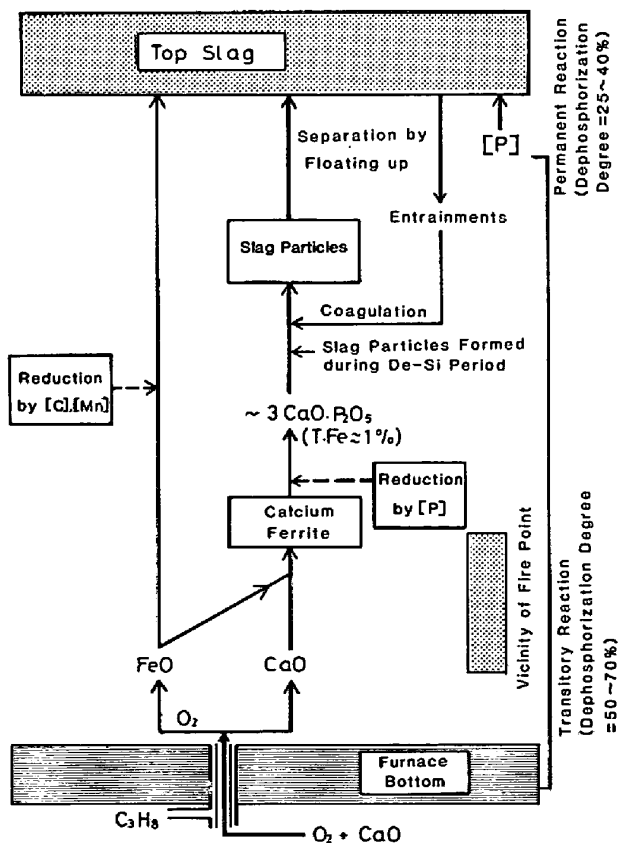 Top Slag
Permanent Reaction
(Dephosphorization
Degree=25~40%)
[P]
Separation by
Floating up
Entrainments
Slag Particles
Coagulation
Slag Particles Formed
during De-Si Period
Reduction
by [C].[Mn]
~ 3CaO·P₂O₅
(T·Fe≈1%)
Reduction
by [P]
Calcium
Ferrite
Vicinity of Fire Point
Transitory Reaction
(Dephosphorization Degree
=50~70%)
FeO
CaO
O₂
Furnace
Bottom
C₃H₈
O₂ + CaO